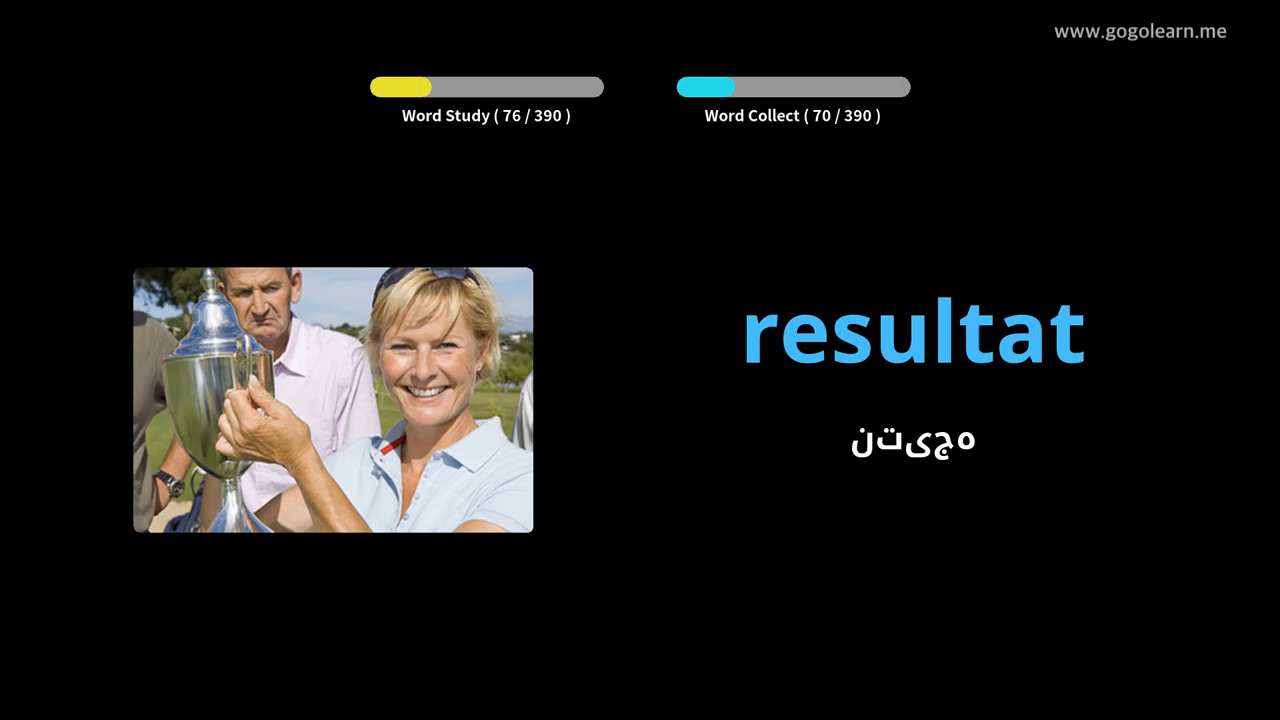 www.gogolearn.me
Word Study ( 76 / 390 )
Word Collect ( 70 / 390 )
resultat
نتیجه